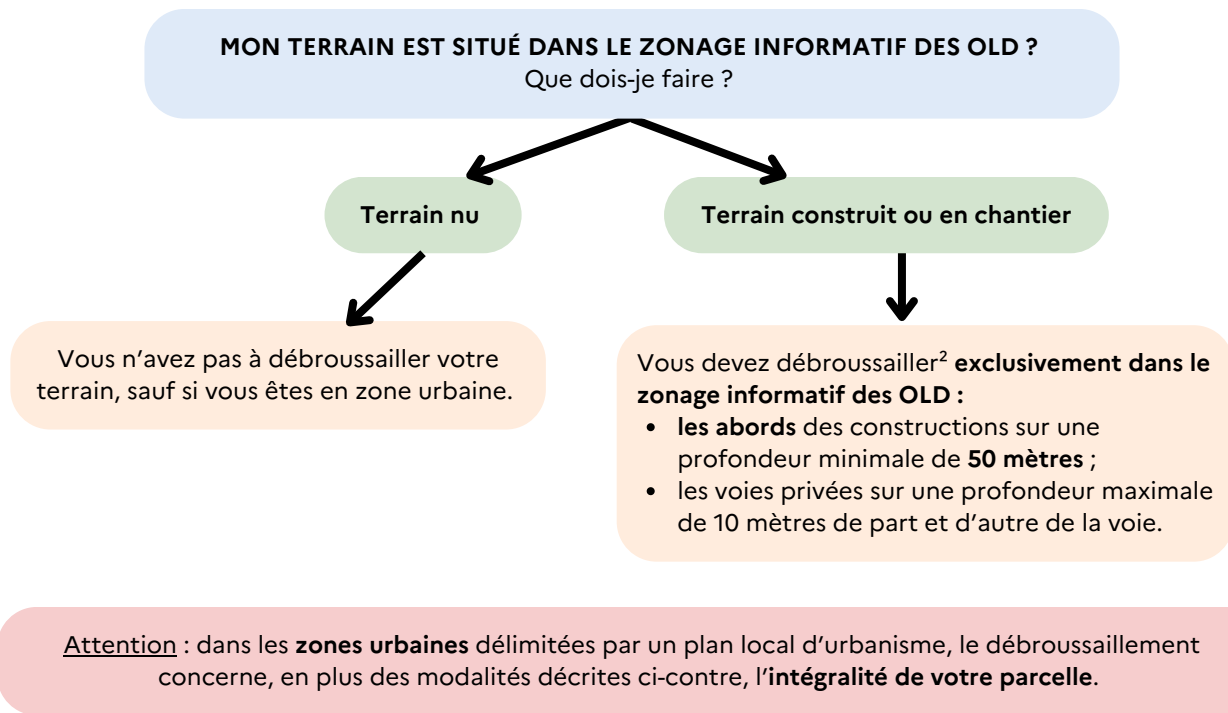 MON TERRAIN EST SITUÉ DANS LE ZONAGE INFORMATIF DES OLD ?
Que dois-je faire ?
Terrain nu
Terrain construit ou en chantier
Vous n’avez pas à débroussailler votre
terrain, sauf si vous êtes en zone urbaine.
Vous devez débroussailler² exclusivement dans le
zonage informatif des OLD :
• les abords des constructions sur une
profondeur minimale de 50 mètres ;
• les voies privées sur une profondeur maximale
de 10 mètres de part et d’autre de la voie.
Attention : dans les zones urbaines délimitées par un plan local d’urbanisme, le débroussaillement
concerne, en plus des modalités décrites ci-contre, l’intégralité de votre parcelle.